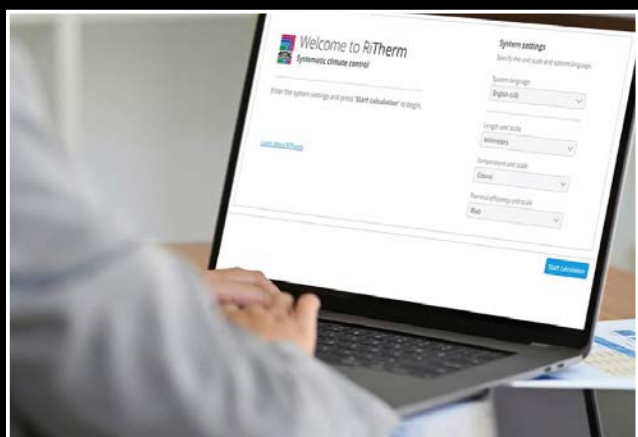 Welcome to RiTherm
Systematic climate control
Enter the system settings and press 'Start calculation' to begin.
Learn about RiTherm
System settings
Specify the unit scale and system language.
System language
English (US)
Length unit scale
Millimeters
Temperature unit scale
Celsius
Thermal efficiency unit scale
Watt
Start calculation